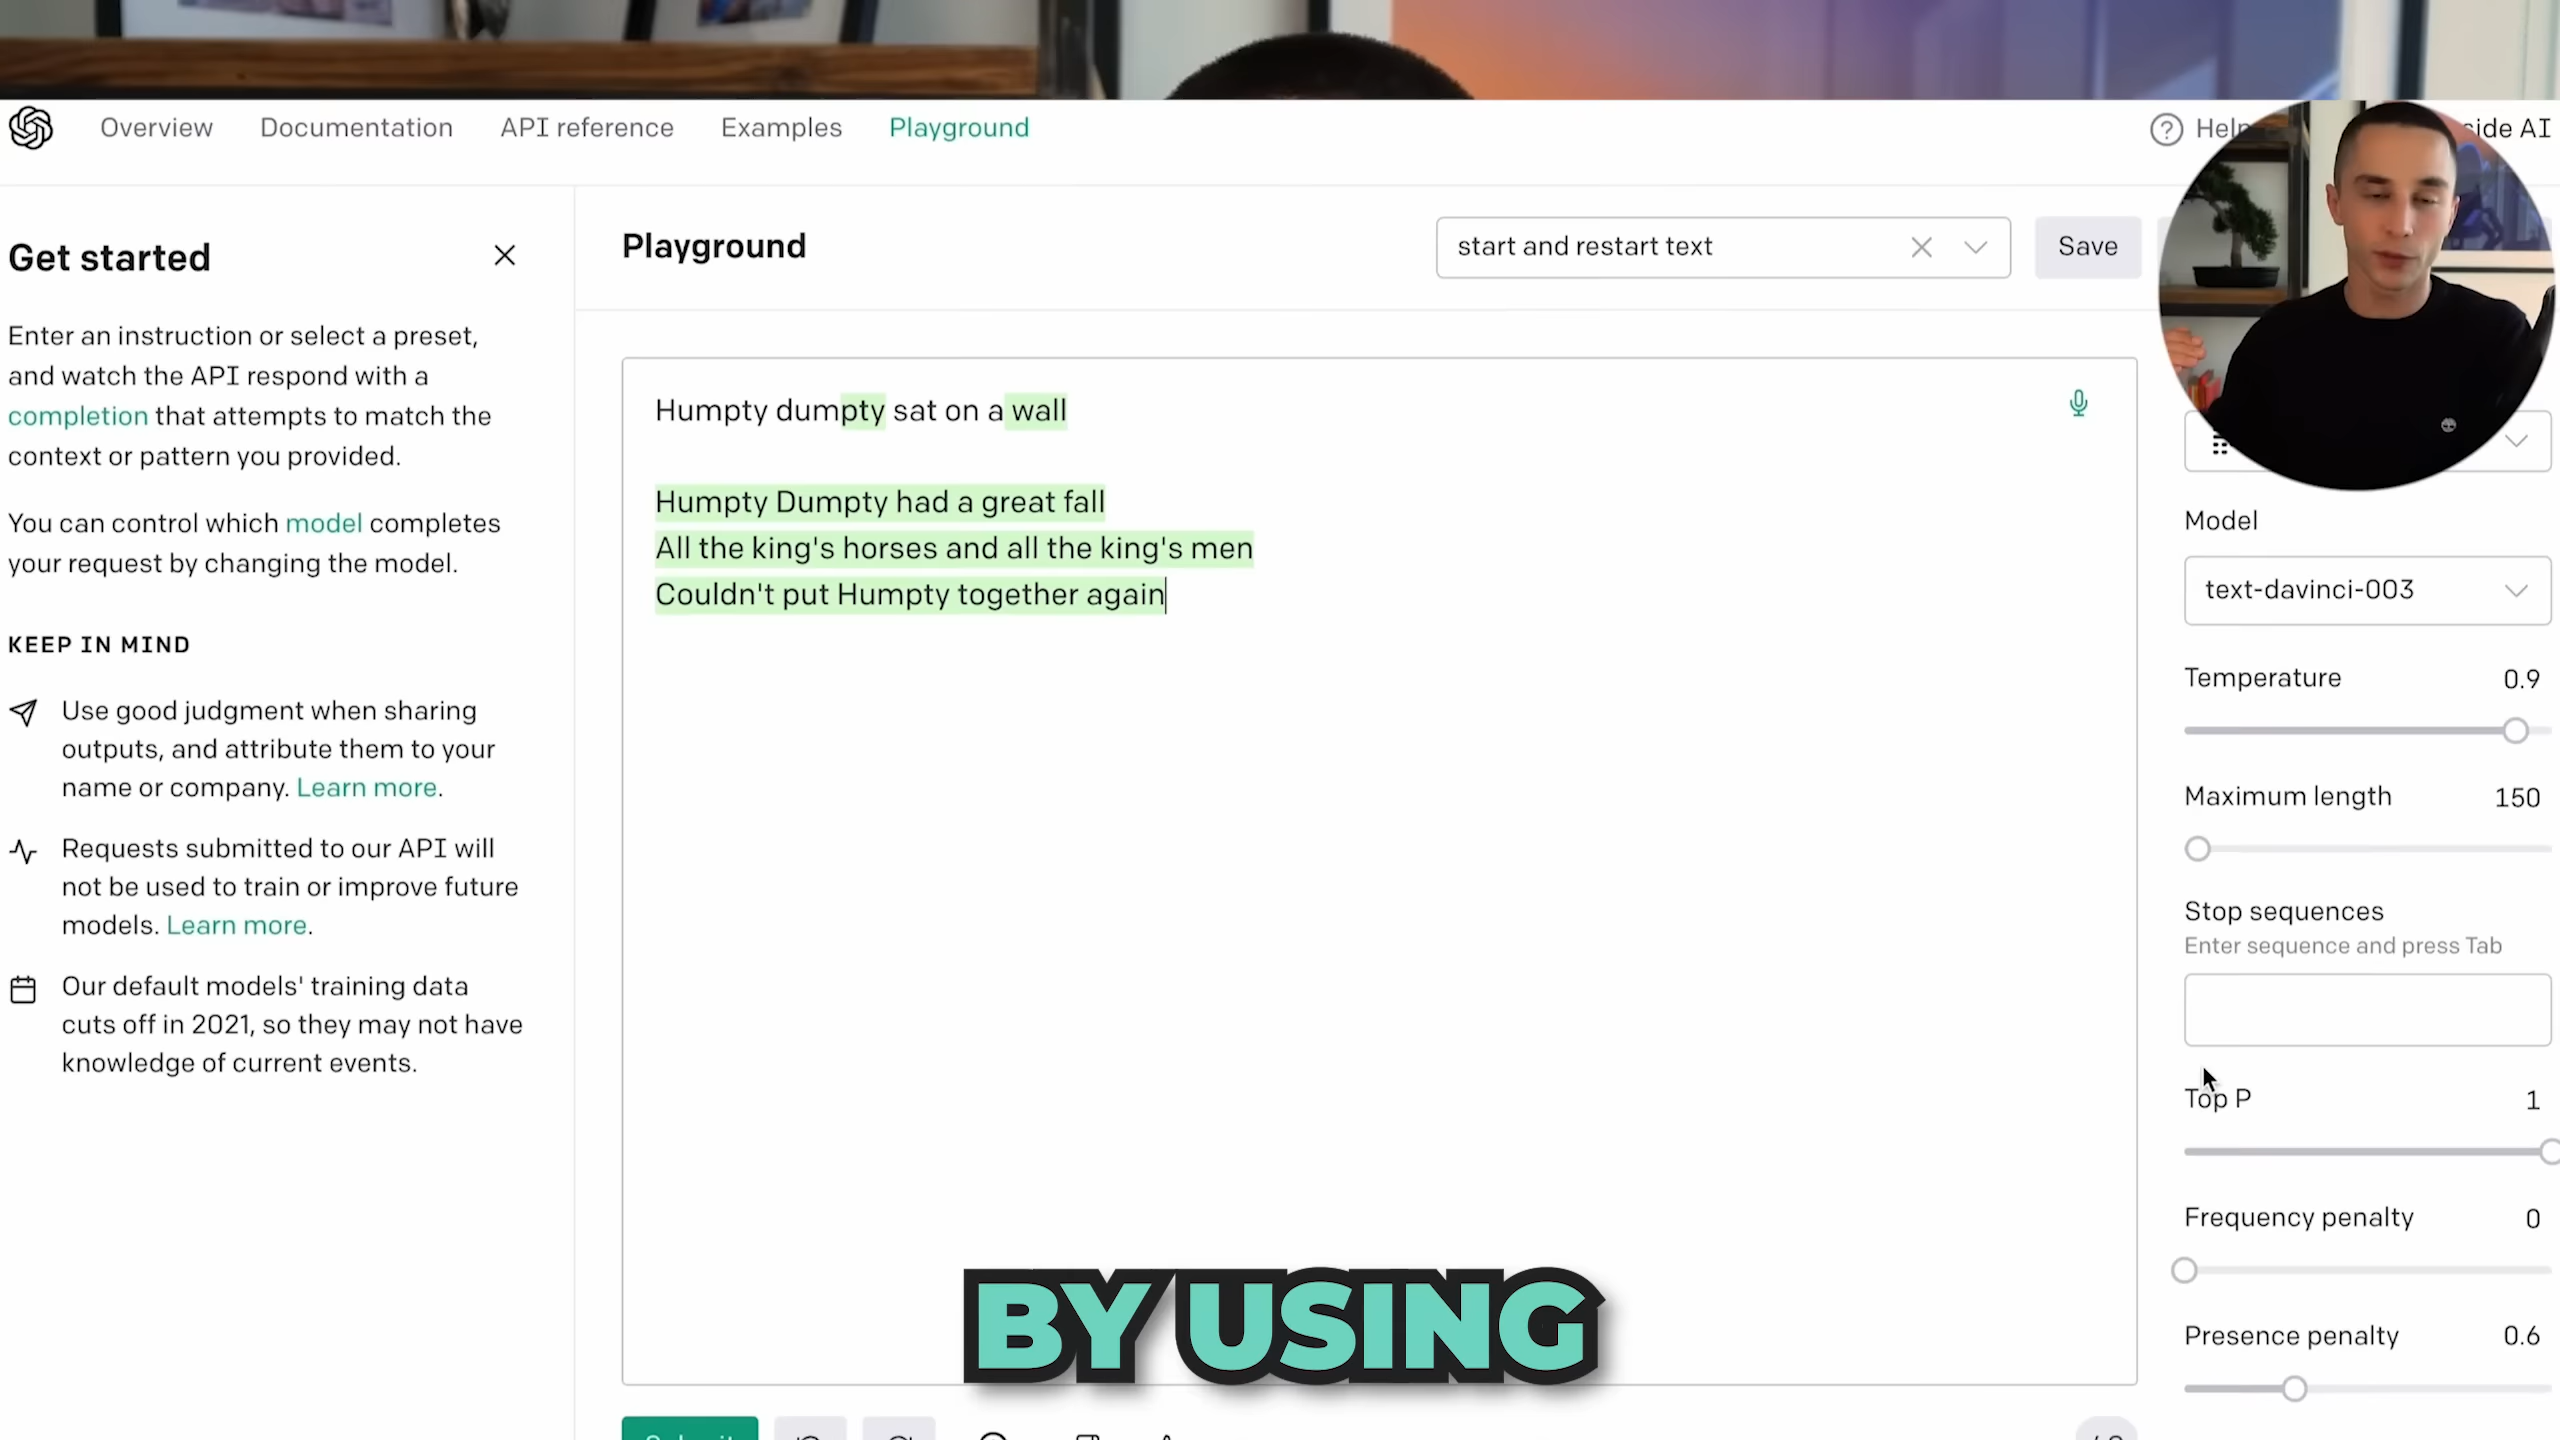 Overview
Documentation
API reference
Examples
Playground
side AI
Get started
Playground
start and restart text
Save
Enter an instruction or select a preset,
and watch the API respond with a
completion that attempts to match the
context or pattern you provided.
You can control which model completes
your request by changing the model.
KEEP IN MIND
Use good judgment when sharing
outputs, and attribute them to your
name or company. Learn more.
Requests submitted to our API will
not be used to train or improve future
models. Learn more.
Our default models' training data
cuts off in 2021, so they may not have
knowledge of current events.
Humpty dumpty sat on a wall
Humpty Dumpty had a great fall
All the king's horses and all the king's men
Couldn't put Humpty together again
Model
text-davinci-003
Temperature 0.9
Maximum length 150
Stop sequences
Enter sequence and press Tab
Top P 1
Frequency penalty 0
Presence penalty 0.6
BY USING